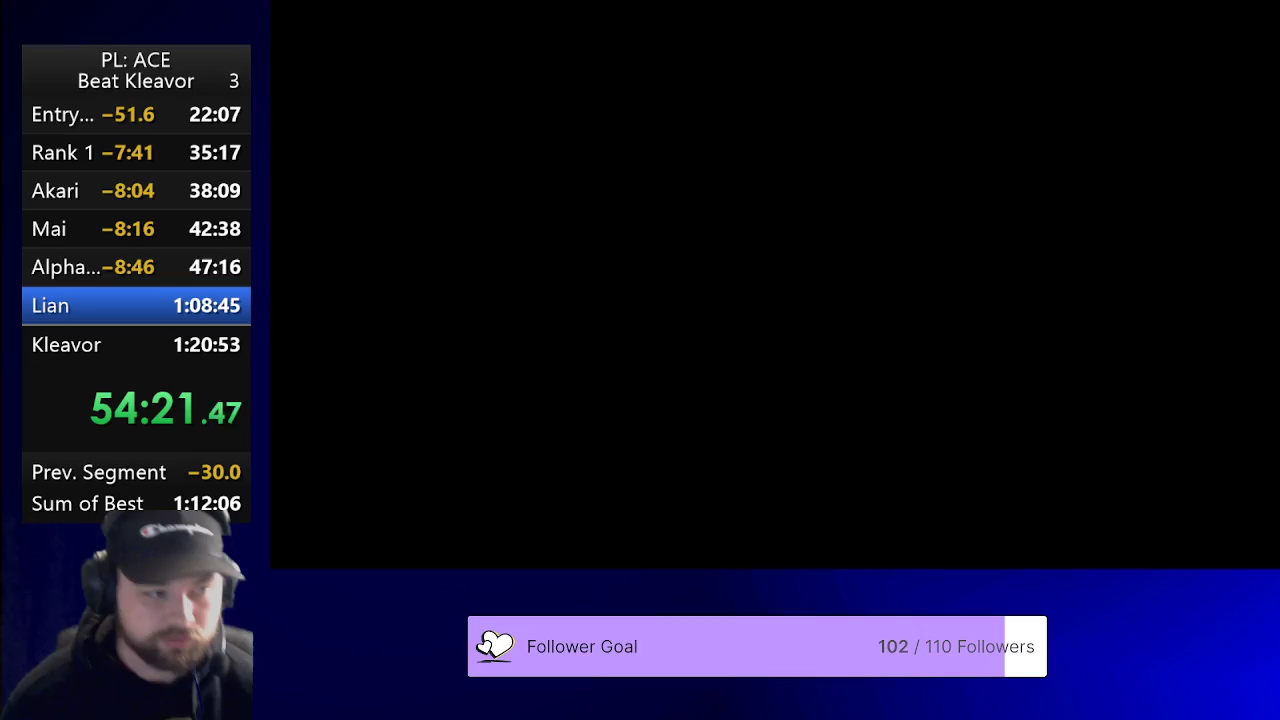 PL: ACE
Beat Kleavor 3
Entry... −51.6 22:07
Rank 1 −7:41 35:17
Akari −8:04 38:09
Mai −8:16 42:38
Alpha... −8:46 47:16
Lian 1:08:45
Kleavor 1:20:53
54:21.47
Prev. Segment −30.0
Sum of Best 1:12:06
Champion
Follower Goal 102 / 110 Followers